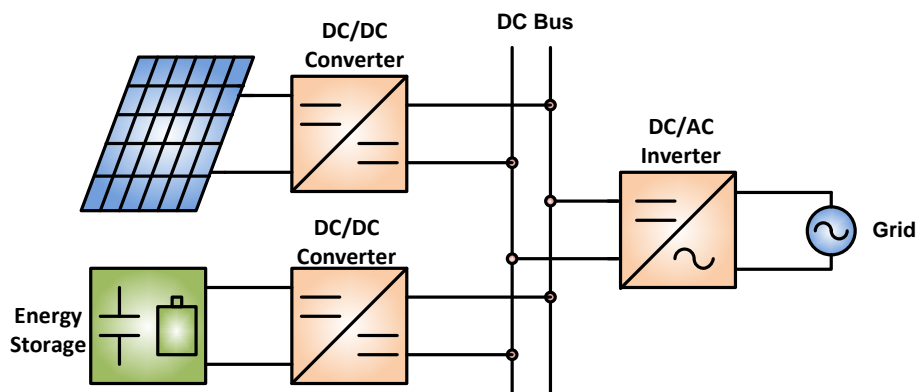 DC/DC
Converter
DC Bus
DC/AC
Inverter
Grid
DC/DC
Converter
Energy
Storage